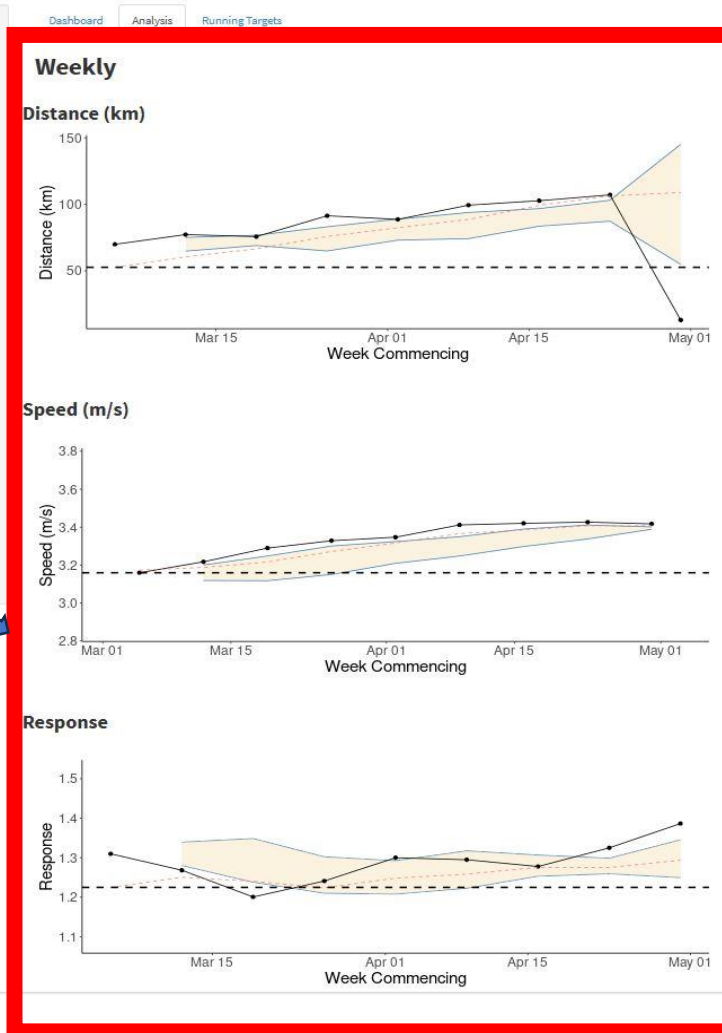 Dashboard Analysis Running Targets
Weekly
Distance (km)
150
100
50
Distance (km)
Mar 15 Apr 01 Apr 15 May 01
Week Commencing
Speed (m/s)
3.8
3.6
3.4
3.2
3.0
2.8
Speed (m/s)
Mar 01 Mar 15 Apr 01 Apr 15 May 01
Week Commencing
Response
1.5
1.4
1.3
1.2
1.1
Response
Mar 15 Apr 01 Apr 15 May 01
Week Commencing